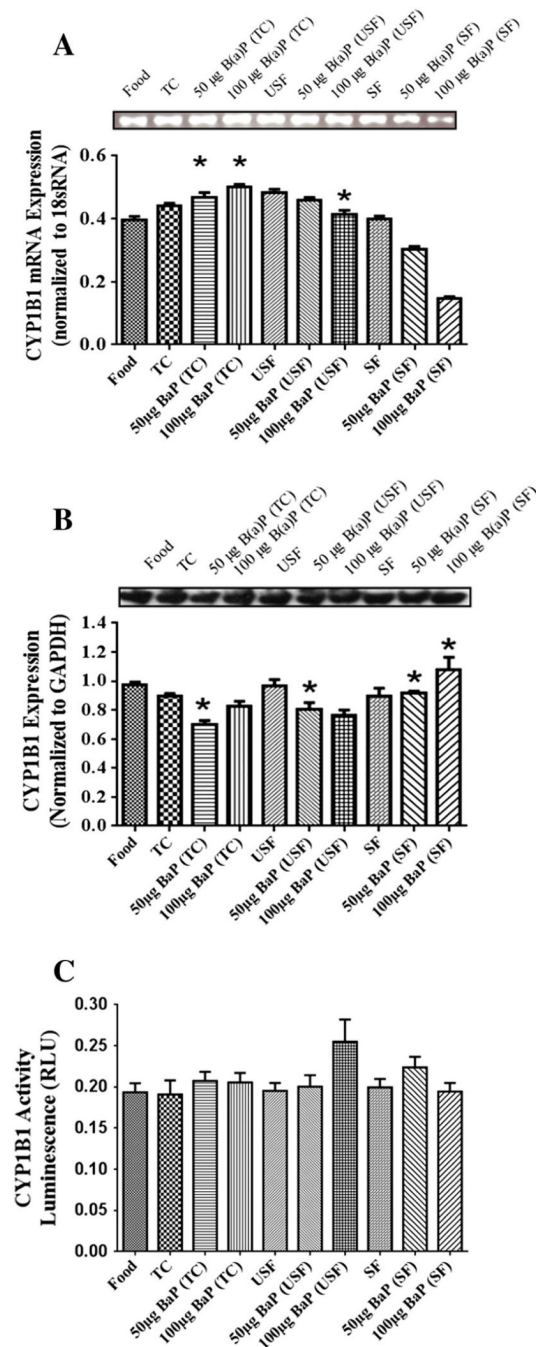 A
Food
TC
50 µg B(a)P (TC)
100 µg B(a)P (TC)
USF
50 µg B(a)P (USF)
100 µg B(a)P (USF)
SF
50 µg B(a)P (SF)
100 µg B(a)P (SF)
CYP1B1 mRNA Expression
(normalized to 18sRNA)
0.6
0.4
0.2
0.0
* * *
Food
TC
50µg BaP (TC)
100µg BaP (TC)
USF
50µg BaP (USF)
100µg BaP (USF)
SF
50µg BaP (SF)
100µg BaP (SF)
B
Food
TC
50 µg B(a)P (TC)
100 µg B(a)P (TC)
USF
50 µg B(a)P (USF)
100 µg B(a)P (USF)
SF
50 µg B(a)P (SF)
100 µg B(a)P (SF)
CYP1B1 Expression
(Normalized to GAPDH)
1.0
1.0
0.8
0.6
0.4
0.2
0.0
* * * *
Food
TC
50µg BaP (TC)
100µg BaP (TC)
USF
50µg BaP (USF)
100µg BaP (USF)
SF
50µg BaP (SF)
100µg BaP (SF)
C
CYP1B1 Activity
Luminescence (RLU)
0.30
0.25
0.20
0.15
0.10
0.05
0.00
Food
TC
50µg BaP (TC)
100µg BaP (TC)
USF
50µg BaP (USF)
100µg BaP (USF)
SF
50µg BaP (SF)
100µg BaP (SF)